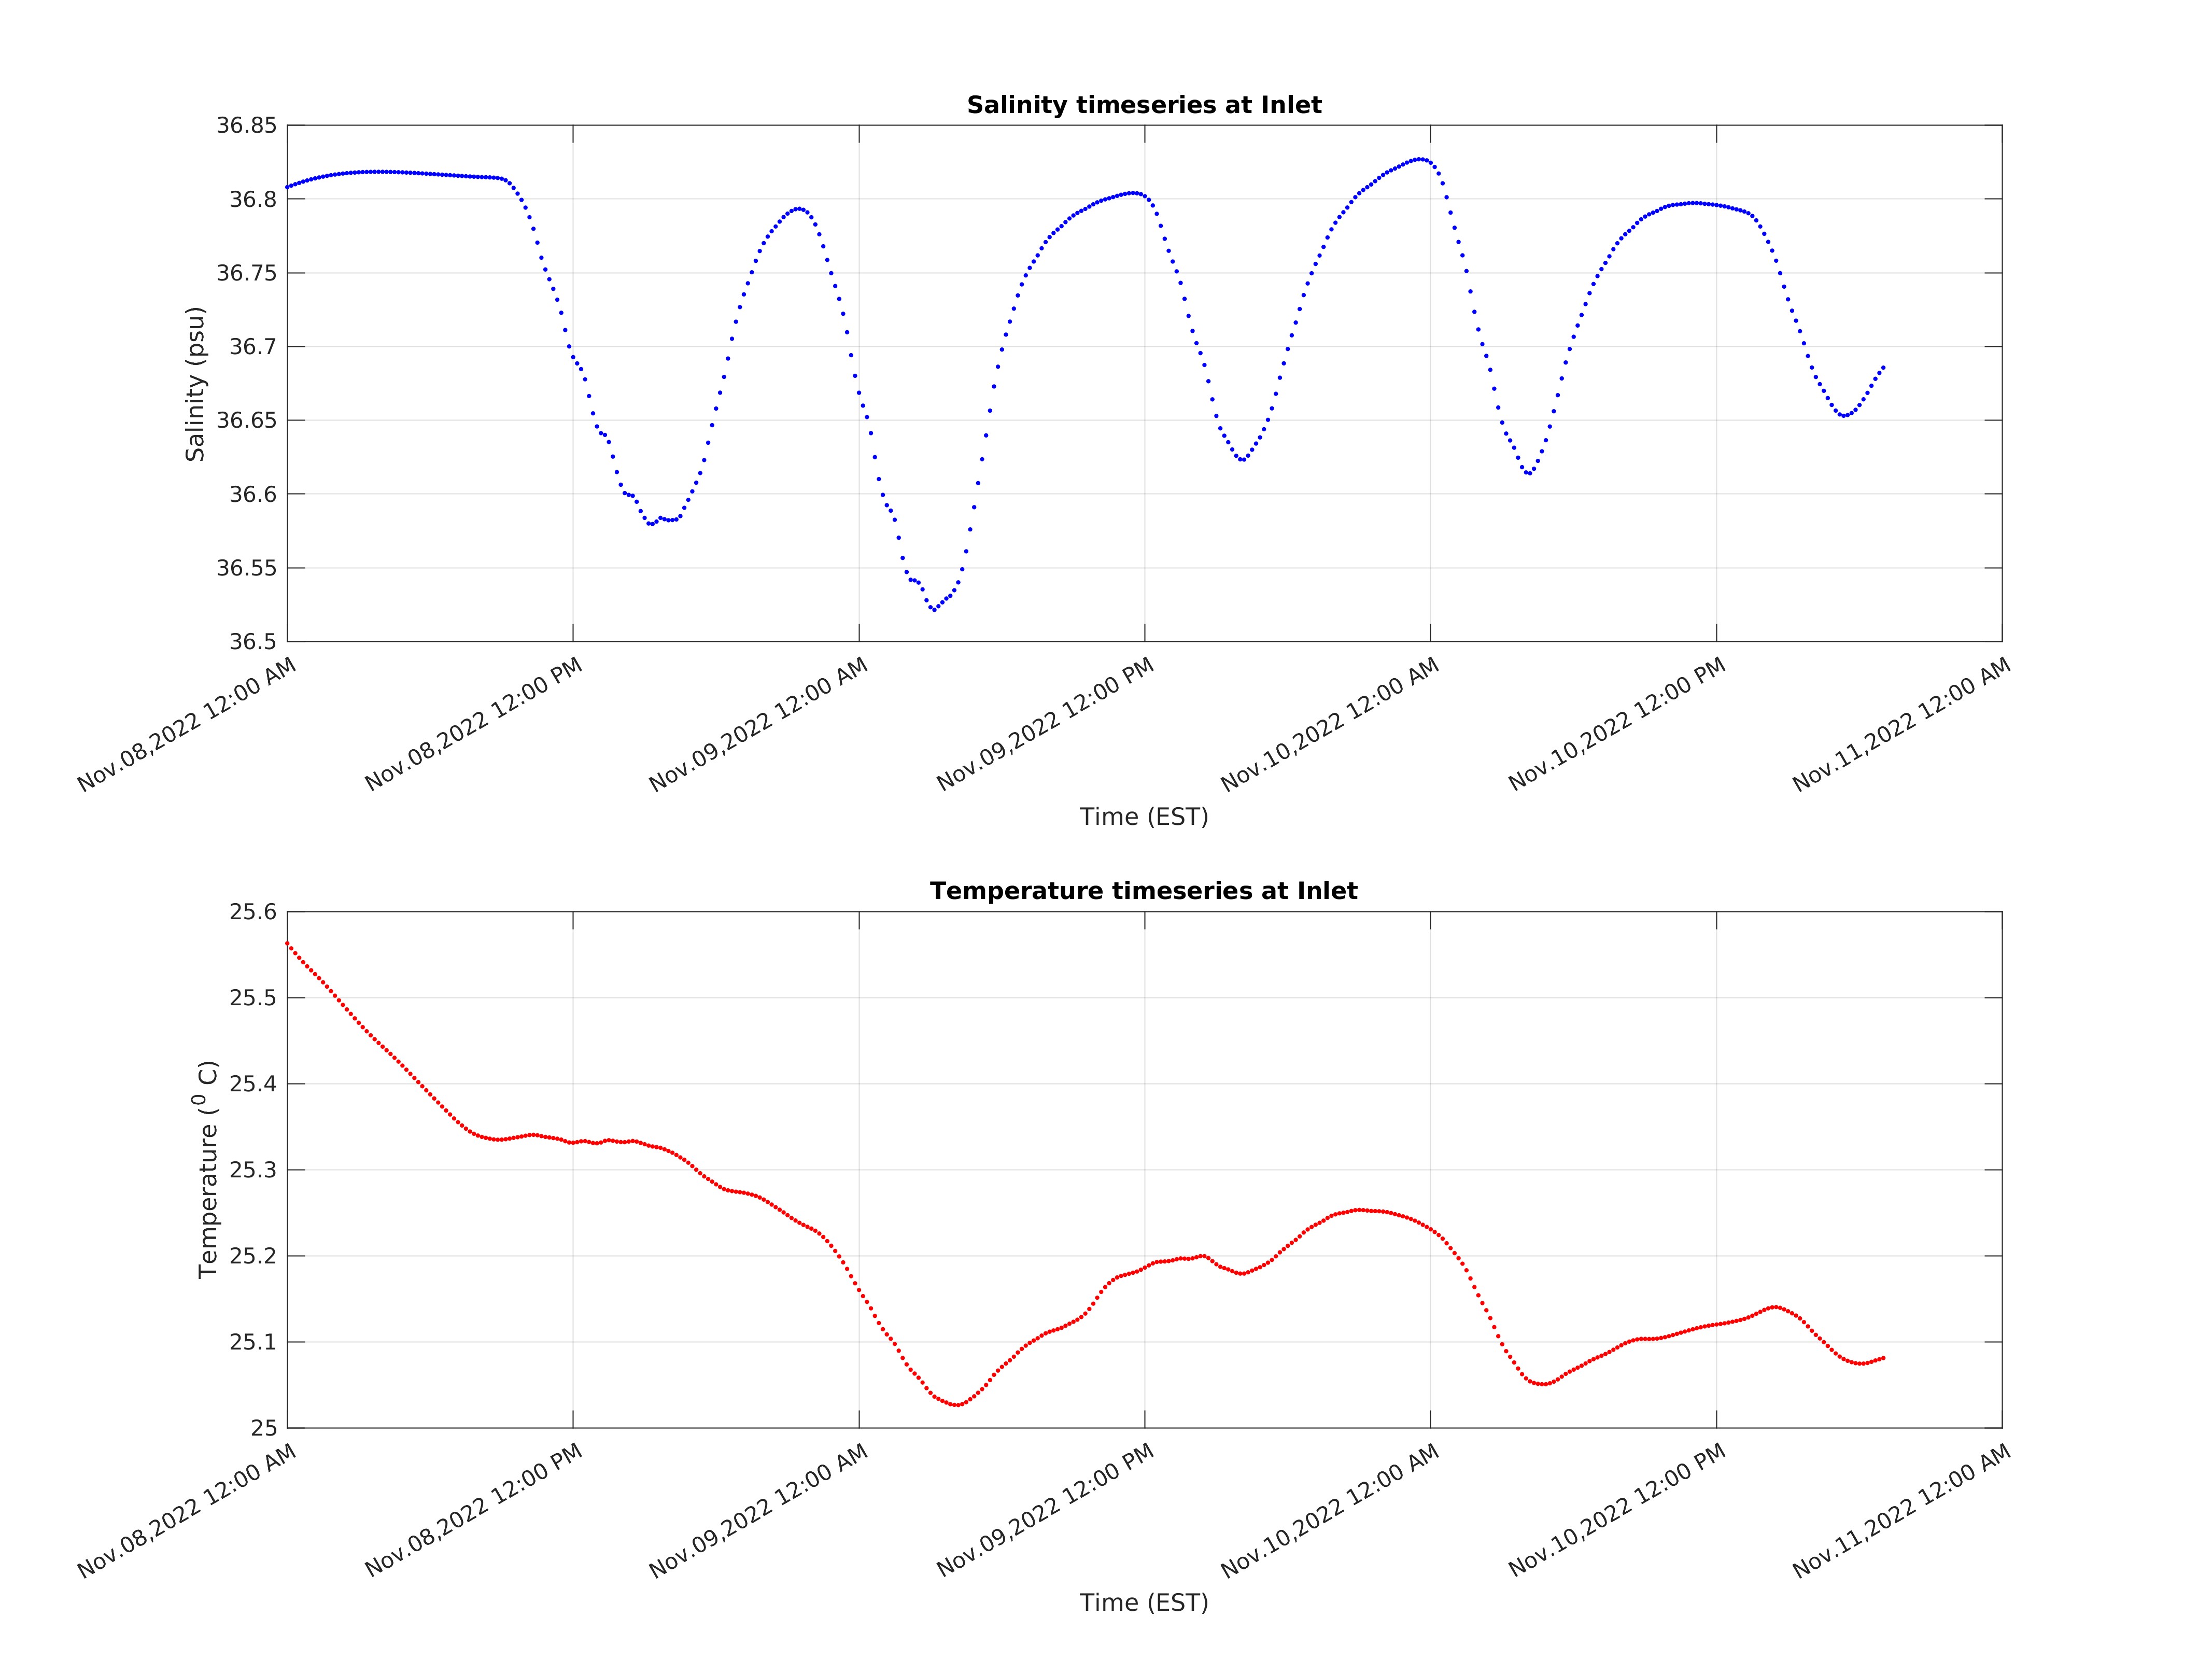 Salinity timeseries at Inlet
36.85
36.8
36.75
36.7
36.65
36.6
36.55
36.5
Salinity (psu)
Nov.08,2022 12:00 AM
Nov.08,2022 12:00 PM
Nov.09,2022 12:00 AM
Nov.09,2022 12:00 PM
Nov.10,2022 12:00 AM
Nov.10,2022 12:00 PM
Nov.11,2022 12:00 AM
Time (EST)
Temperature timeseries at Inlet
25.6
25.5
25.4
25.3
25.2
25.1
25
Temperature (⁰ C)
Nov.08,2022 12:00 AM
Nov.08,2022 12:00 PM
Nov.09,2022 12:00 AM
Nov.09,2022 12:00 PM
Nov.10,2022 12:00 AM
Nov.10,2022 12:00 PM
Nov.11,2022 12:00 AM
Time (EST)